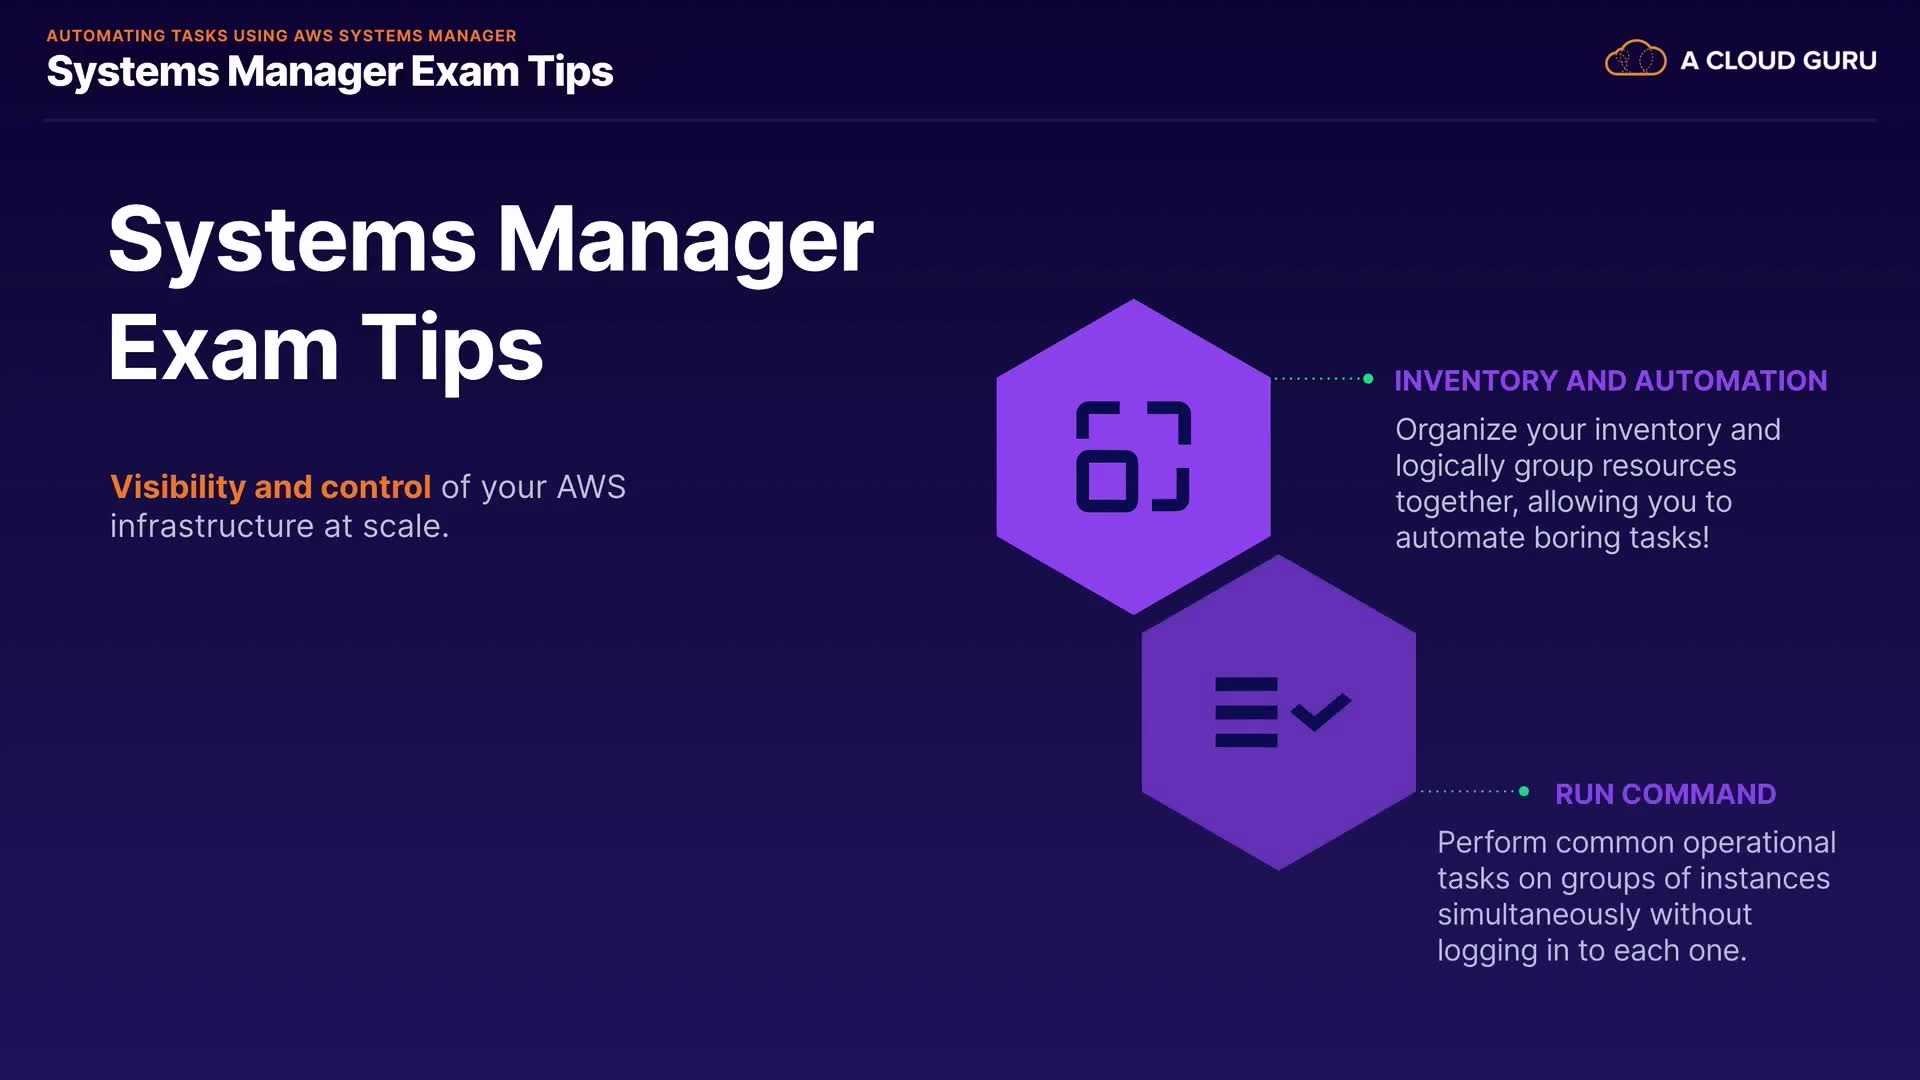 AUTOMATING TASKS USING AWS SYSTEMS MANAGER
Systems Manager Exam Tips
A CLOUD GURU
Systems Manager
Exam Tips
Visibility and control of your AWS
infrastructure at scale.
INVENTORY AND AUTOMATION
Organize your inventory and
logically group resources
together, allowing you to
automate boring tasks!
RUN COMMAND
Perform common operational
tasks on groups of instances
simultaneously without
logging in to each one.